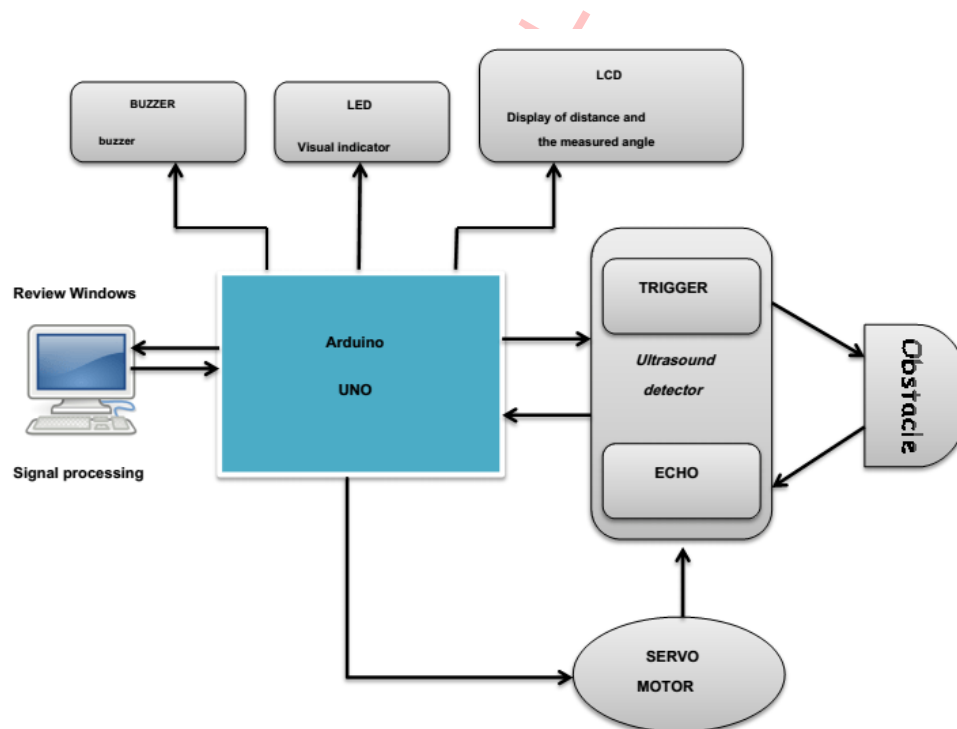 BUZZER
buzzer
LED
Visual indicator
LCD
Display of distance and
the measured angle
Review Windows
Signal processing
Arduino
UNO
TRIGGER
Ultrasound
detector
ECHO
Obstacle
SERVO
MOTOR